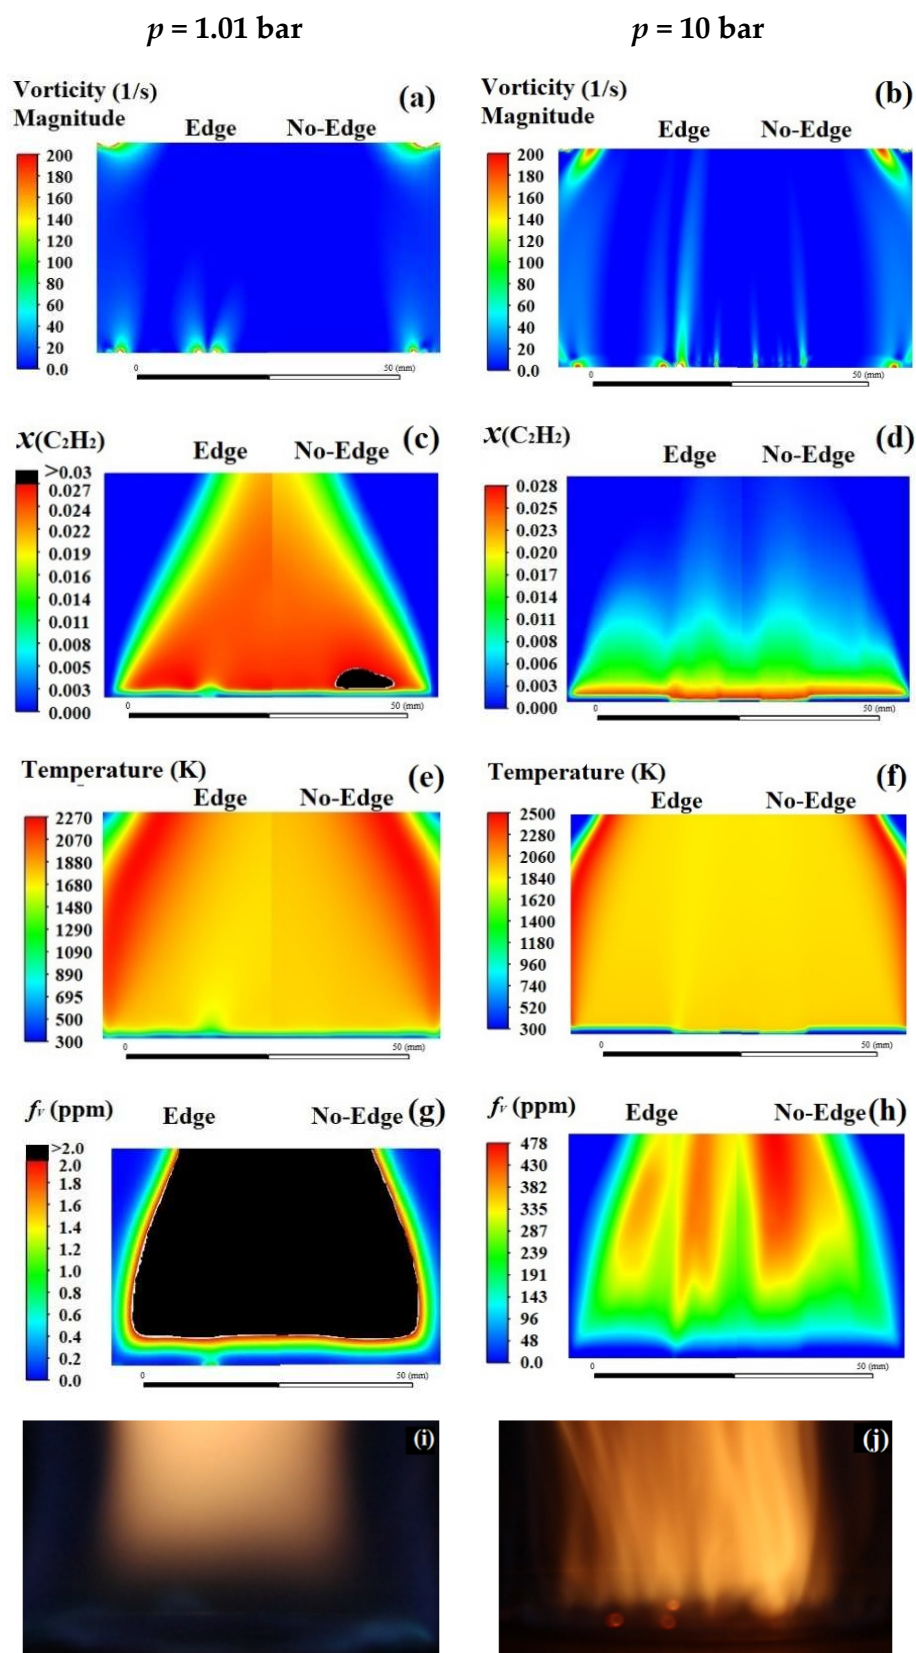 p = 1.01 bar
p = 10 bar
Vorticity (1/s)
Magnitude
(a)
Edge No-Edge
200
180
160
140
120
100
80
60
40
20
0.0
0 50 (mm)
Vorticity (1/s)
Magnitude
(b)
Edge No-Edge
200
180
160
140
120
100
80
60
40
20
0.0
0 50 (mm)
x(C₂H₂)
(c)
Edge No-Edge
>0.03
0.027
0.024
0.022
0.019
0.016
0.014
0.011
0.008
0.005
0.003
0.000
0 50 (mm)
x(C₂H₂)
(d)
Edge No-Edge
0.028
0.025
0.023
0.020
0.017
0.014
0.011
0.008
0.006
0.003
0.000
0 50 (mm)
Temperature (K)
(e)
Edge No-Edge
2270
2070
1880
1680
1480
1290
1090
890
695
500
300
0 50 (mm)
Temperature (K)
(f)
Edge No-Edge
2500
2280
2060
1840
1620
1400
1180
960
740
520
300
0 50 (mm)
fᵥ (ppm)
Edge No-Edge (g)
>2.0
2.0
1.8
1.6
1.4
1.2
1.0
0.8
0.6
0.4
0.2
0.0
0 50 (mm)
fᵥ (ppm)
Edge No-Edge (h)
478
430
382
335
287
239
191
143
96
48
0.0
0 50 (mm)
(i)
(j)